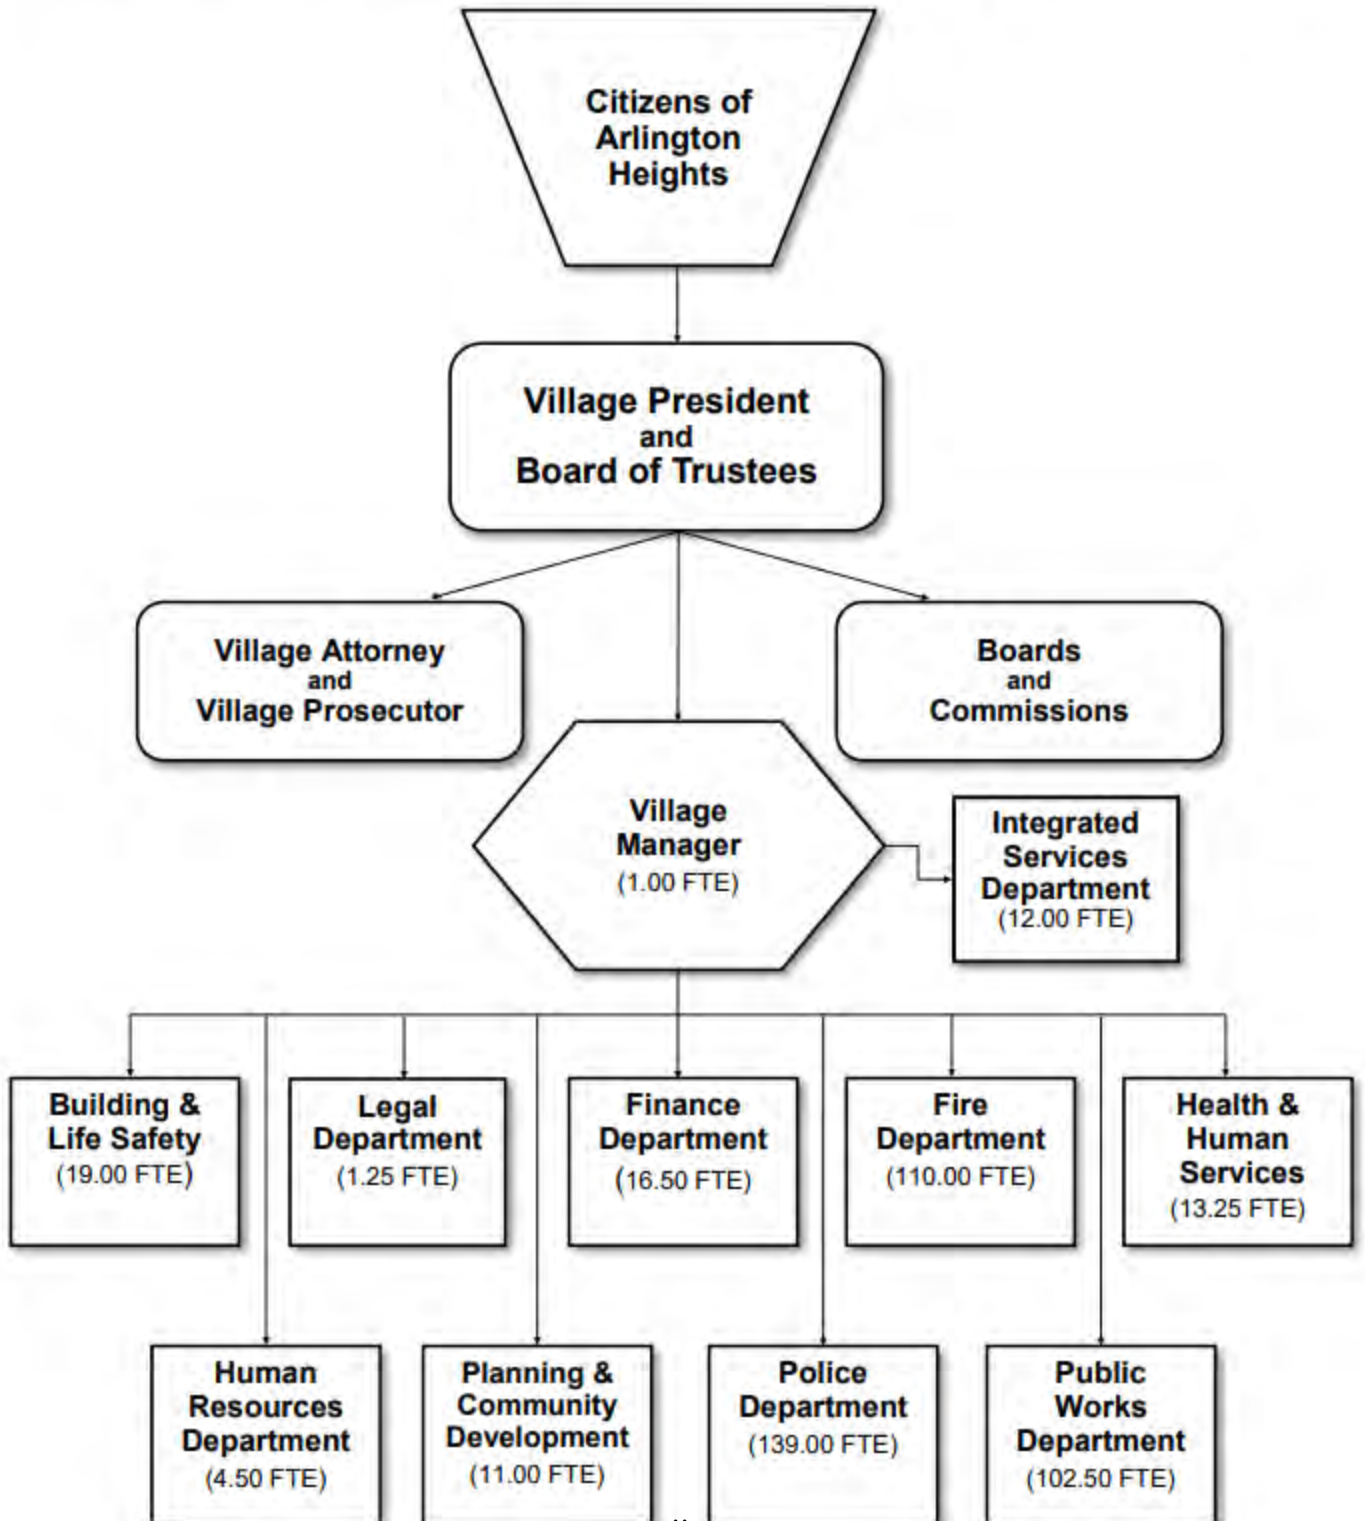 Citizens of
Arlington
Heights
Village President
and
Board of Trustees
Village Attorney
and
Village Prosecutor
Boards
and
Commissions
Village
Manager
(1.00 FTE)
Integrated
Services
Department
(12.00 FTE)
Building &
Life Safety
(19.00 FTE)
Legal
Department
(1.25 FTE)
Finance
Department
(16.50 FTE)
Fire
Department
(110.00 FTE)
Health &
Human
Services
(13.25 FTE)
Human
Resources
Department
(4.50 FTE)
Planning &
Community
Development
(11.00 FTE)
Police
Department
(139.00 FTE)
Public
Works
Department
(102.50 FTE)